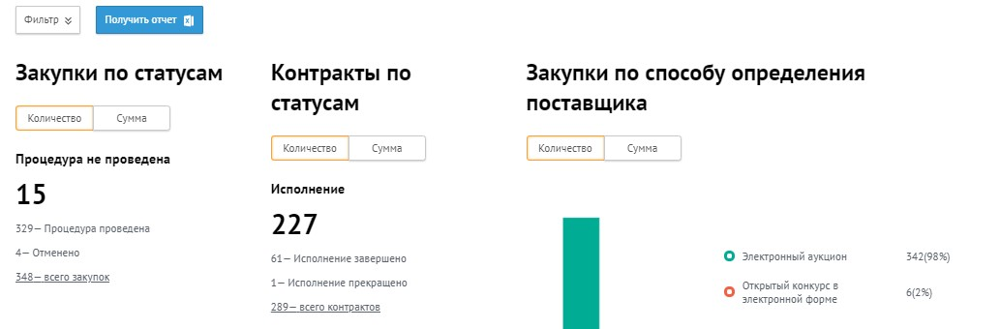 Фильтр
Получить отчет
Закупки по статусам
Количество Сумма
Процедура не проведена
15
329— Процедура проведена
4— Отменено
348— всего закупок
Контракты по
статусам
Количество Сумма
Исполнение
227
61— Исполнение завершено
1— Исполнение прекращено
289— всего контрактов
Закупки по способу определения
поставщика
Количество Сумма
Электронный аукцион 342(98%)
Открытый конкурс в
электронной форме 6(2%)